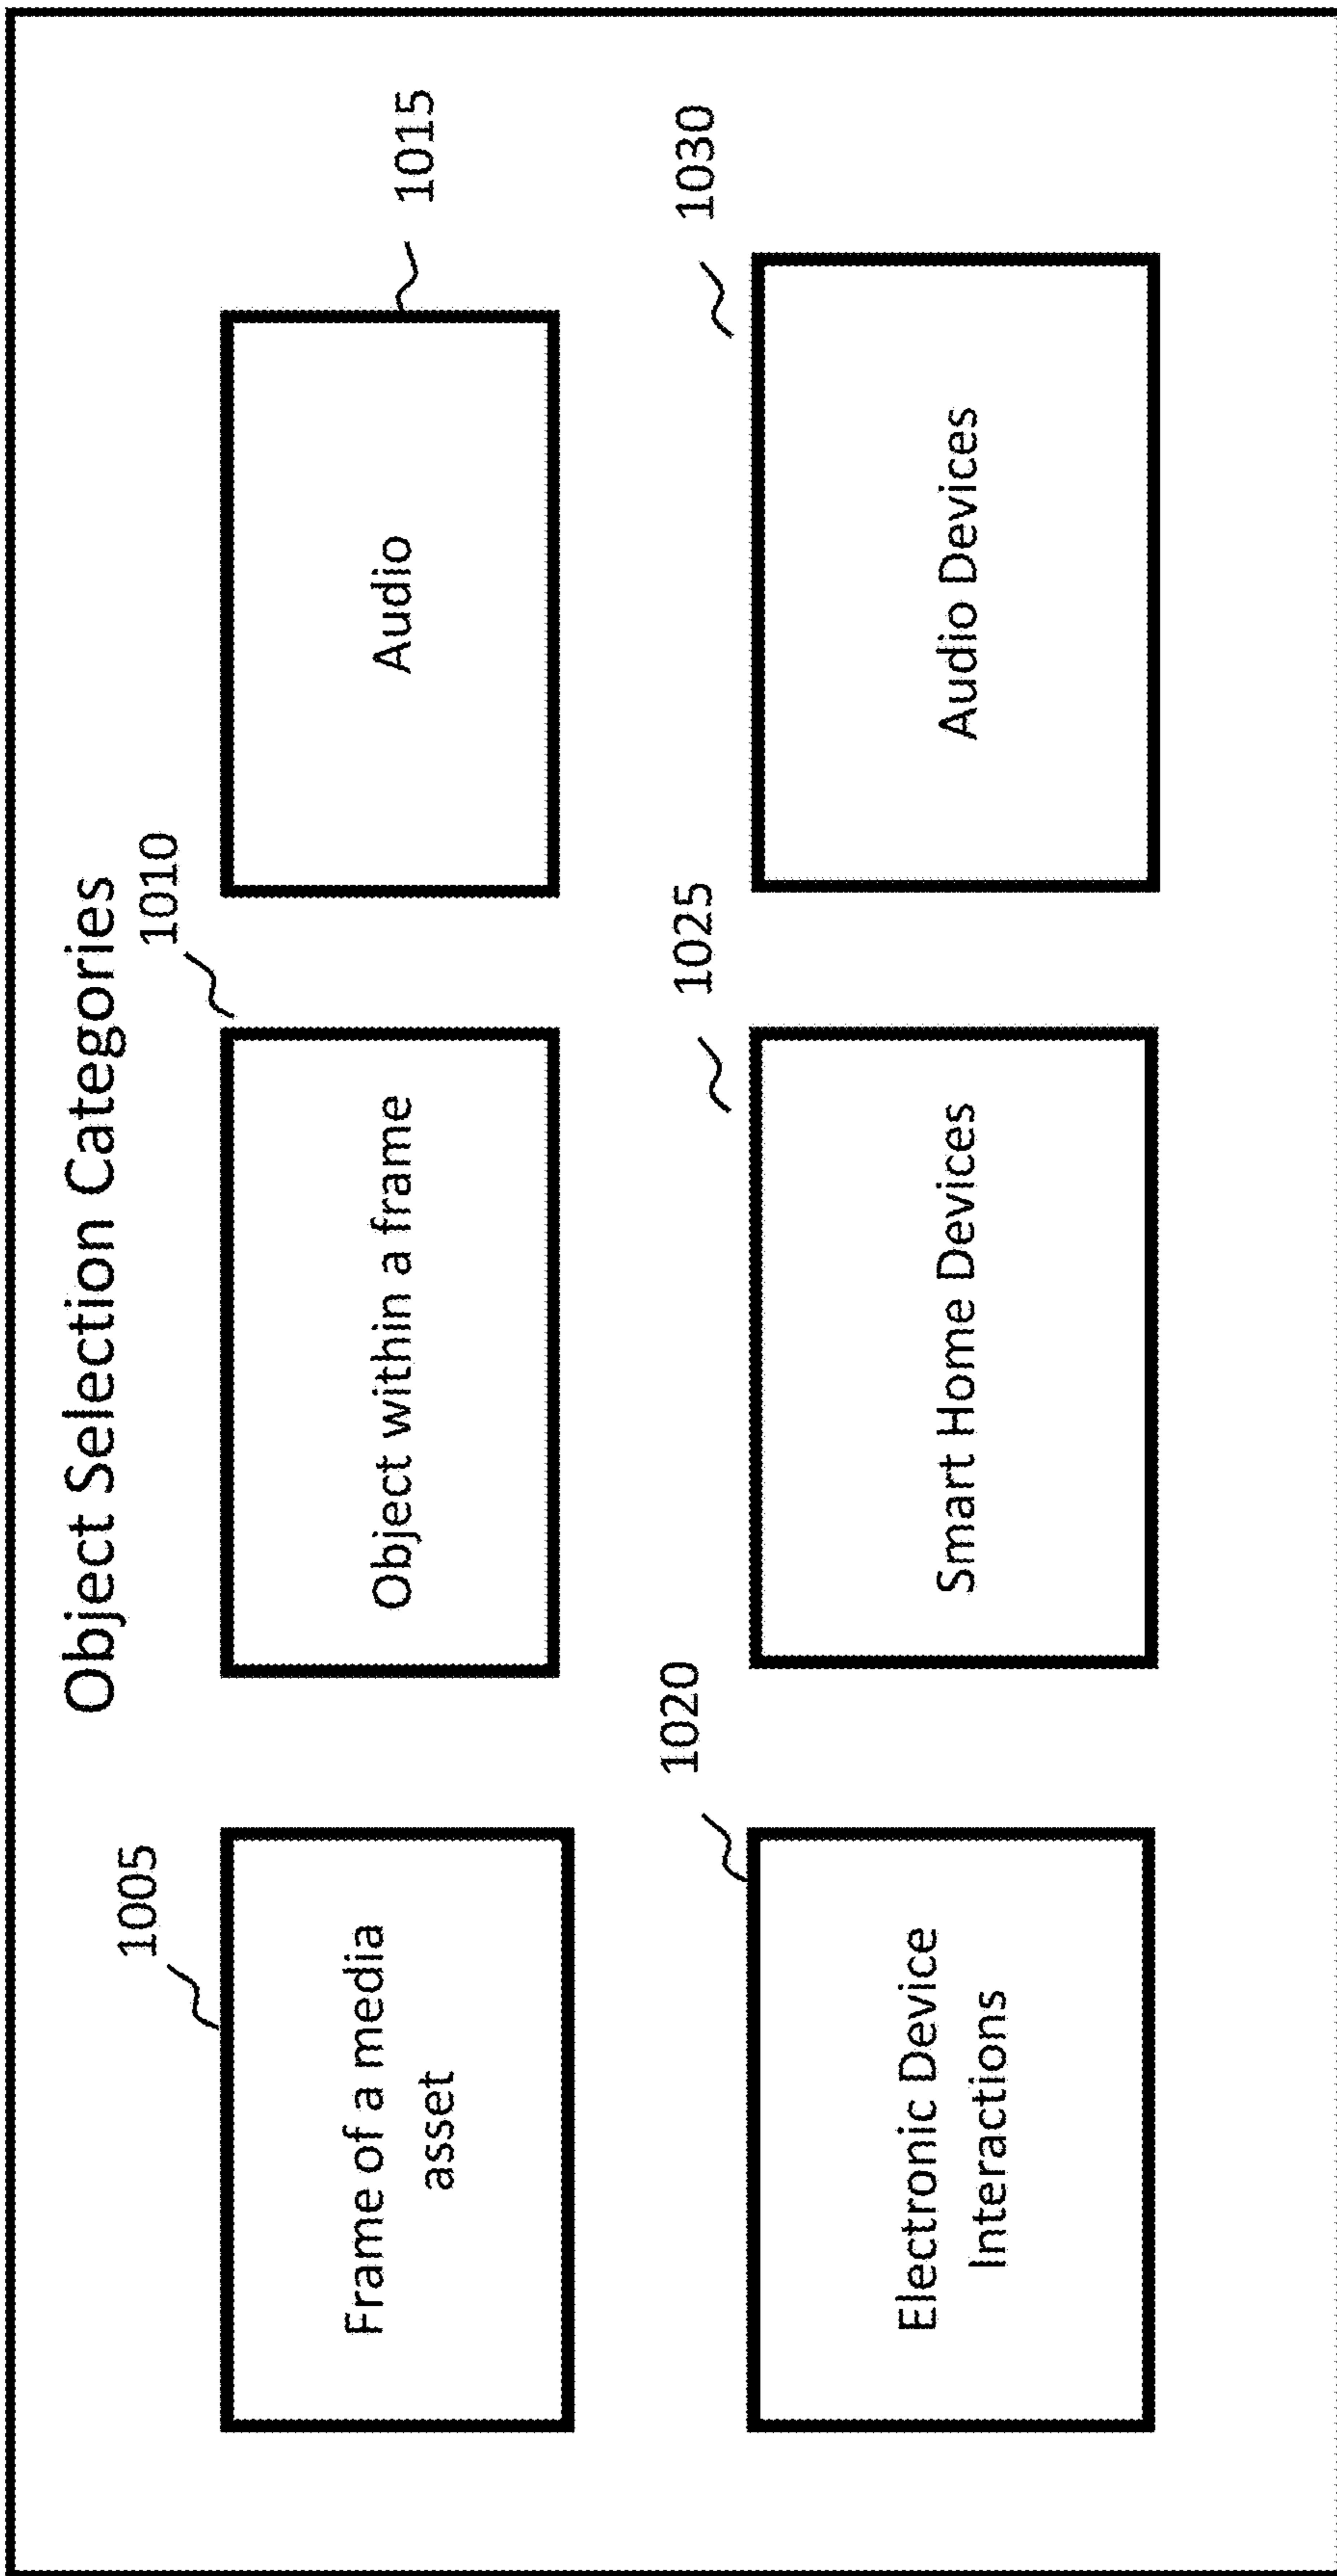 Object Selection Categories
1005
Frame of a media
asset
1010
Object within a frame
1015
Audio
1020
Electronic Device
Interactions
1025
Smart Home Devices
1030
Audio Devices